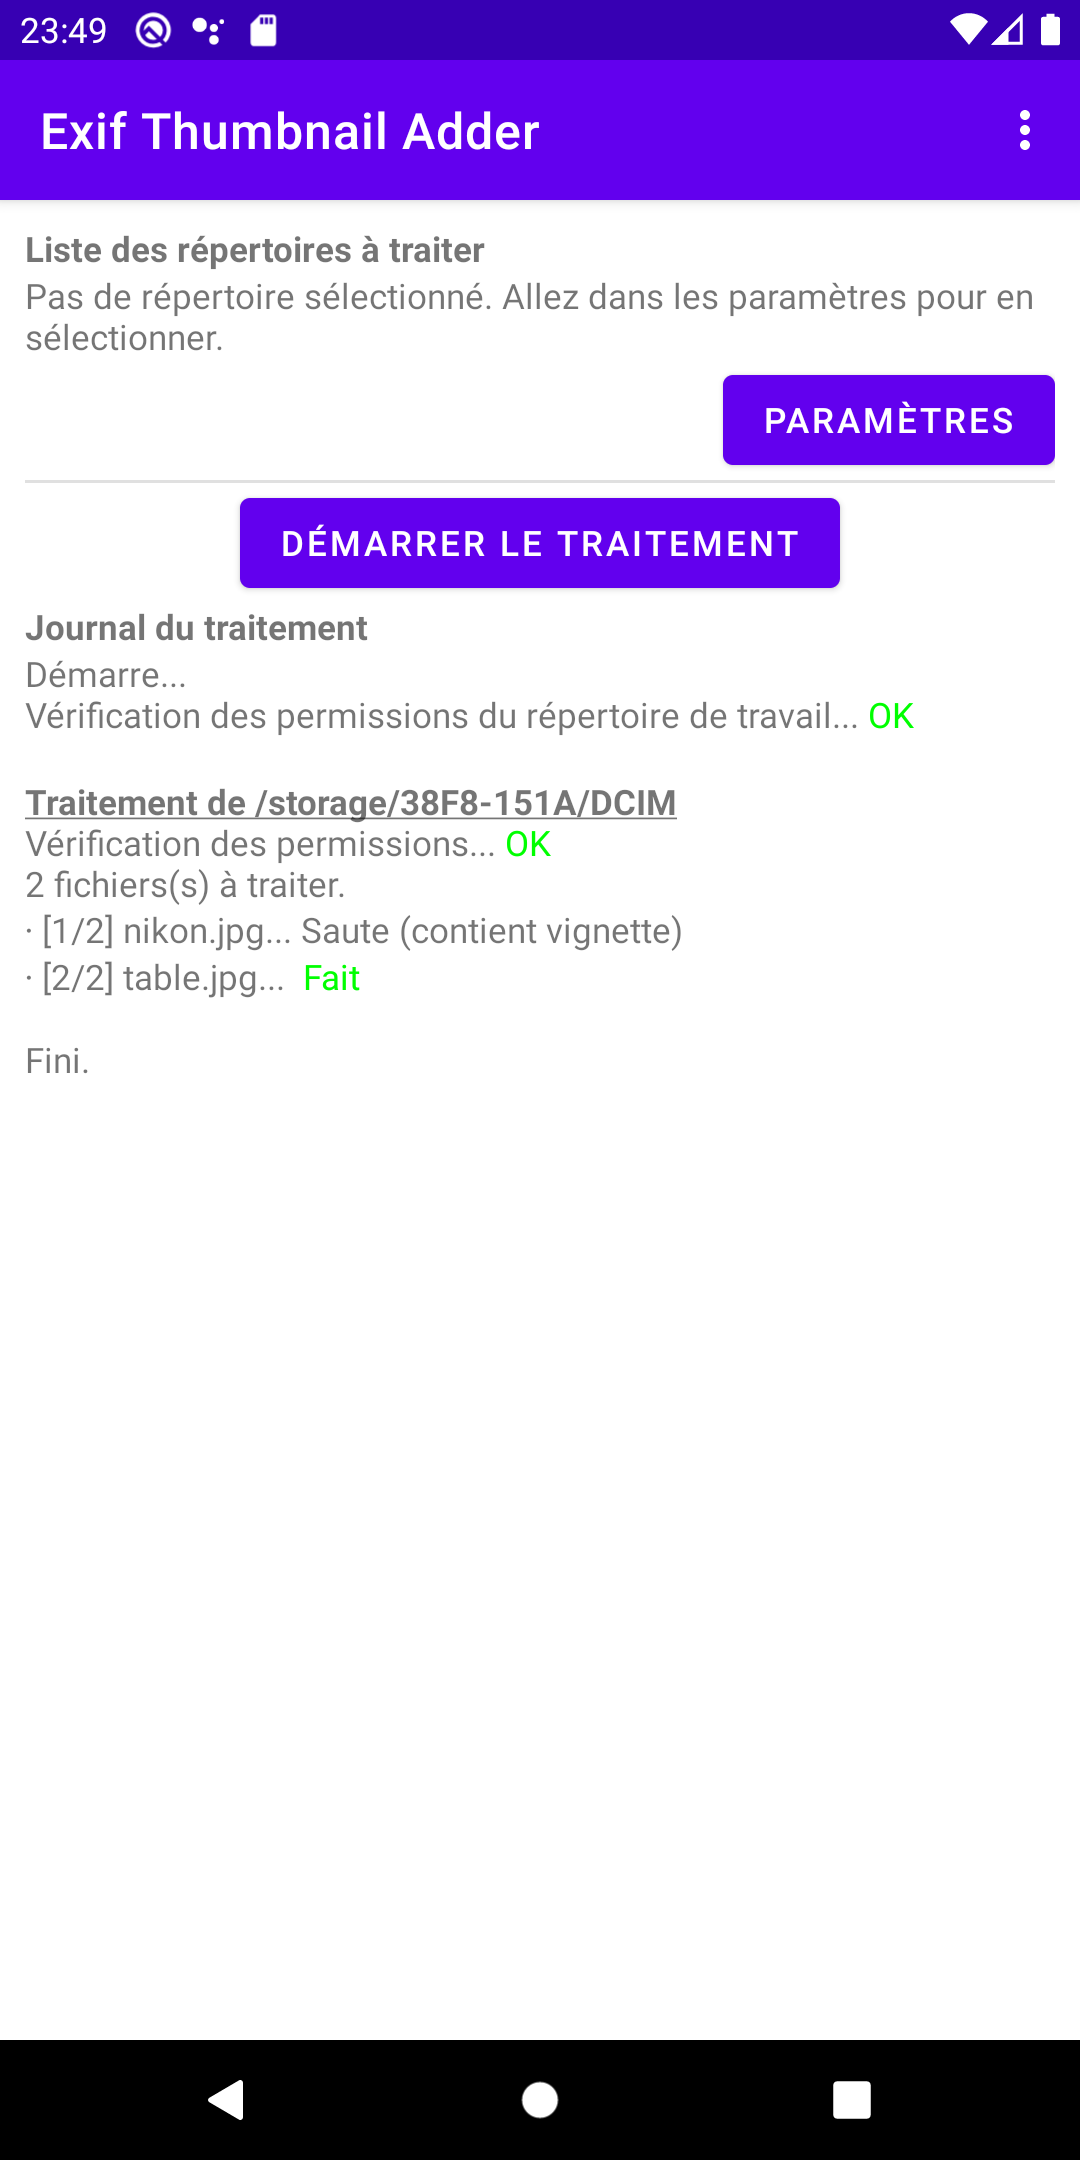 23:49
Exif Thumbnail Adder
Liste des répertoires à traiter
Pas de répertoire sélectionné. Allez dans les paramètres pour en
sélectionner.
PARAMÈTRES
DÉMARRER LE TRAITEMENT
Journal du traitement
Démarre...
Vérification des permissions du répertoire de travail... OK
Traitement de /storage/38F8-151A/DCIM
Vérification des permissions... OK
2 fichiers(s) à traiter.
· [1/2] nikon.jpg... Saute (contient vignette)
· [2/2] table.jpg... Fait
Fini.